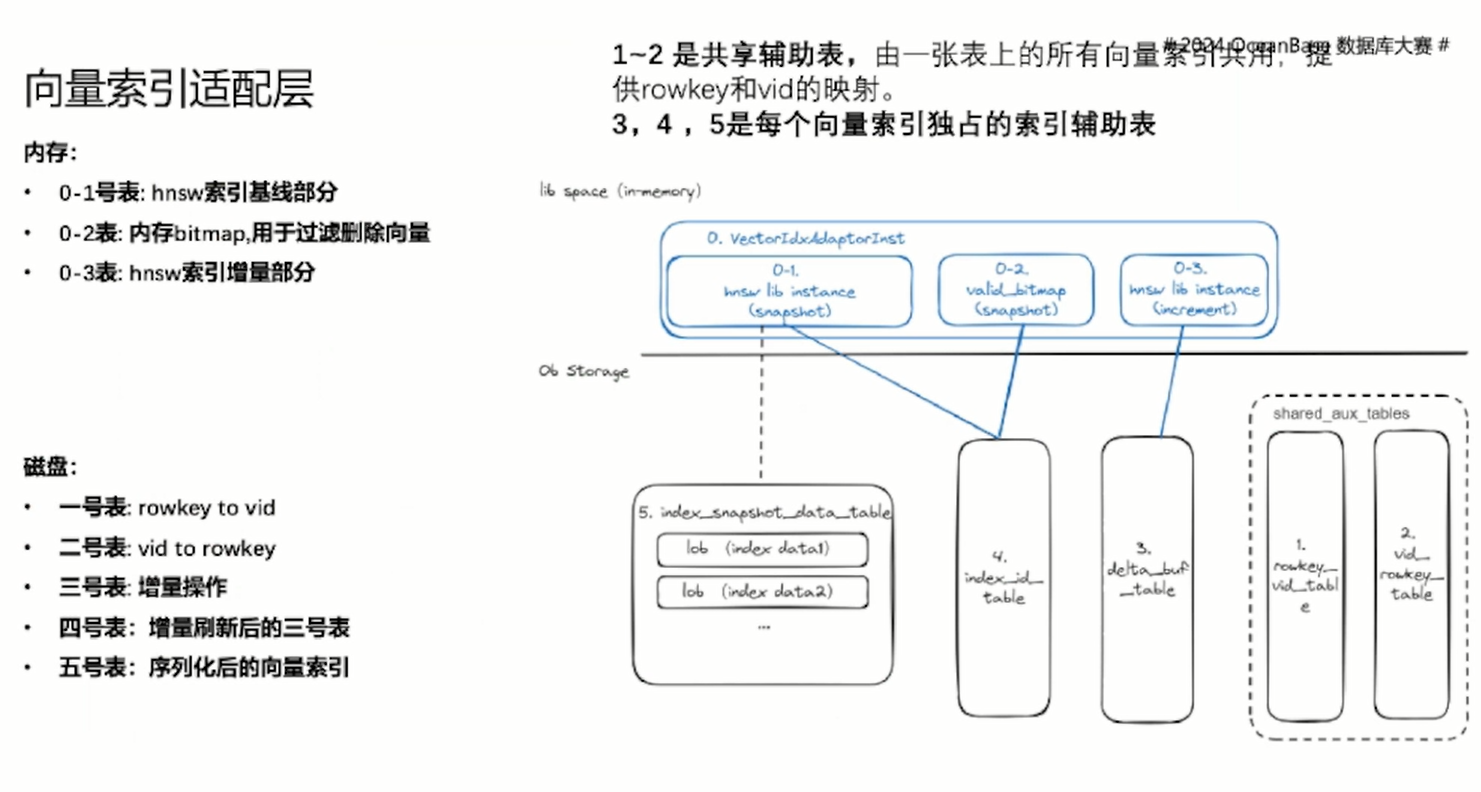 # 2024 OceanBase 数据库大赛 #
向量索引适配层
1~2 是共享辅助表，由一张表上的所有向量索引共用，提
供rowkey和vid的映射。
3，4，5是每个向量索引独占的索引辅助表
内存：
• 0-1号表: hnsw索引基线部分
• 0-2表: 内存bitmap,用于过滤删除向量
• 0-3表: hnsw索引增量部分
磁盘：
• 一号表: rowkey to vid
• 二号表: vid to rowkey
• 三号表: 增量操作
• 四号表：增量刷新后的三号表
• 五号表：序列化后的向量索引
lib space (in-memory)
0. VectorIdxAdaptorInst
0-1.
hnsw lib instance
(snapshot)
0-2.
valid_bitmap
(snapshot)
0-3.
hnsw lib instance
(increment)
Ob Storage
5. index_snapshot_data_table
lob (index data1)
lob (index data2)
...
4.
index_id_
table
3.
delta_buf
_table
shared_aux_tables
1.
rowkey_
vid_tabl
e
2.
vid_
rowkey_
table